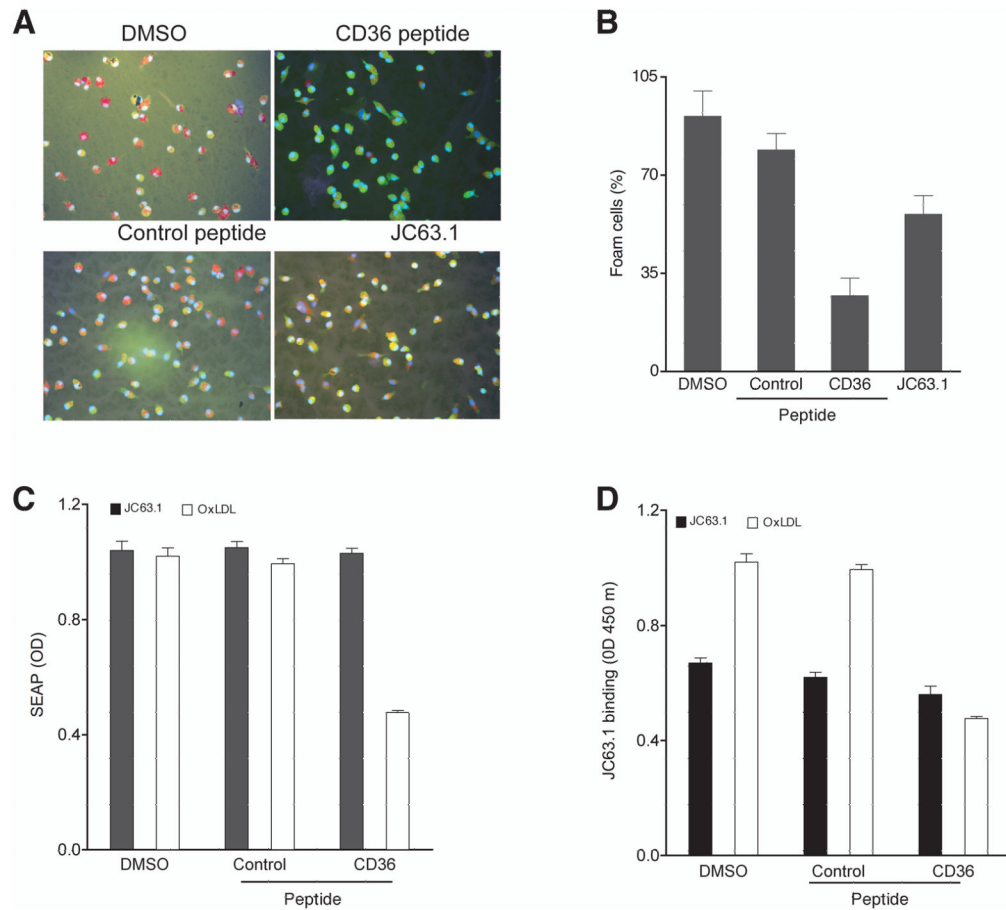 A
DMSO
CD36 peptide
Control peptide
JC63.1
B
105
70
35
0
Foam cells (%)
DMSO
Control
CD36
JC63.1
Peptide
C
JC63.1
OxLDL
1.2
0.8
0.4
0.0
SEAP (OD)
DMSO
Control
CD36
Peptide
D
JC63.1
OxLDL
1.2
0.8
0.4
0.0
JC63.1 binding (0D 450 m)
DMSO
Control
CD36
Peptide